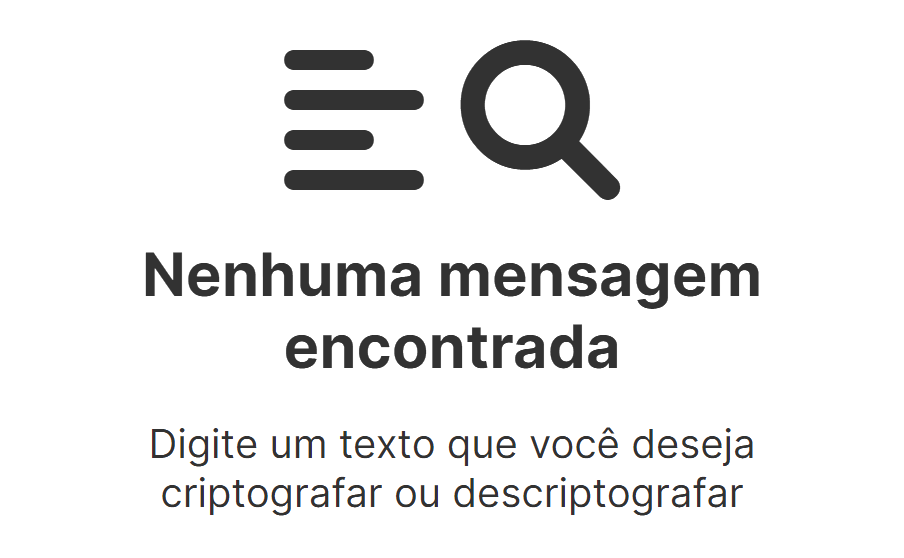 Nenhuma mensagem
encontrada
Digite um texto que você deseja
criptografar ou descriptografar